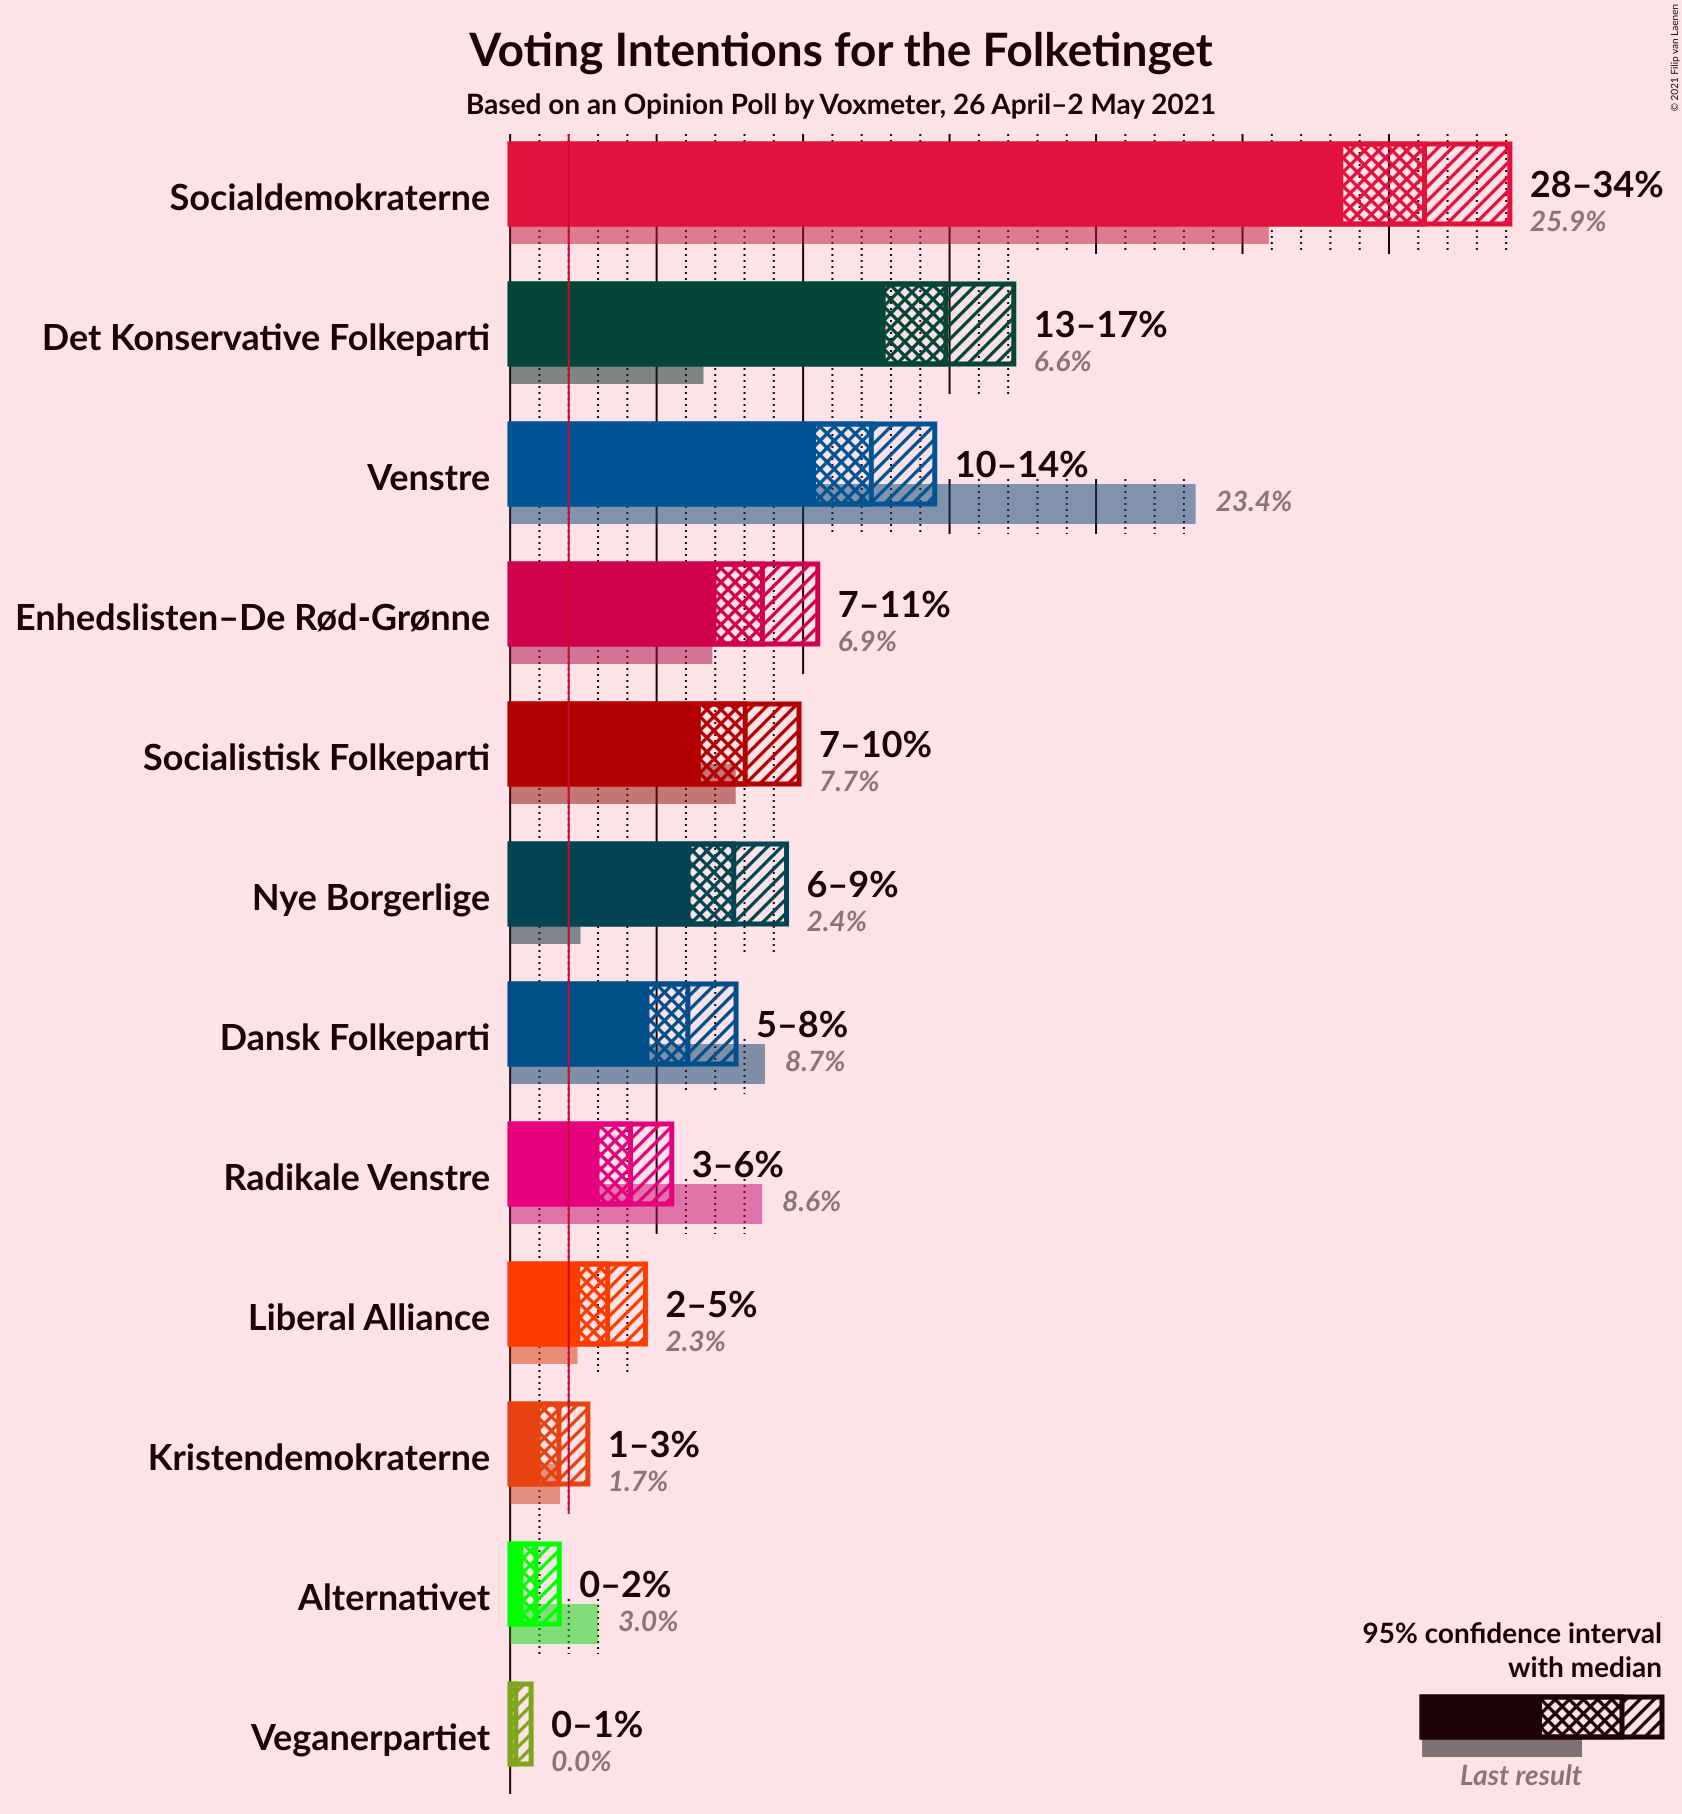 Voting Intentions for the Folketinget
Based on an Opinion Poll by Voxmeter, 26 April–2 May 2021
© 2021 Filip van Laenen
Socialdemokraterne
28–34%
25.9%
Det Konservative Folkeparti
13–17%
6.6%
Venstre
10–14%
23.4%
Enhedslisten–De Rød-Grønne
7–11%
6.9%
Socialistisk Folkeparti
7–10%
7.7%
Nye Borgerlige
6–9%
2.4%
Dansk Folkeparti
5–8%
8.7%
Radikale Venstre
3–6%
8.6%
Liberal Alliance
2–5%
2.3%
Kristendemokraterne
1–3%
1.7%
Alternativet
0–2%
3.0%
Veganerpartiet
0–1%
0.0%
95% confidence interval
with median
Last result